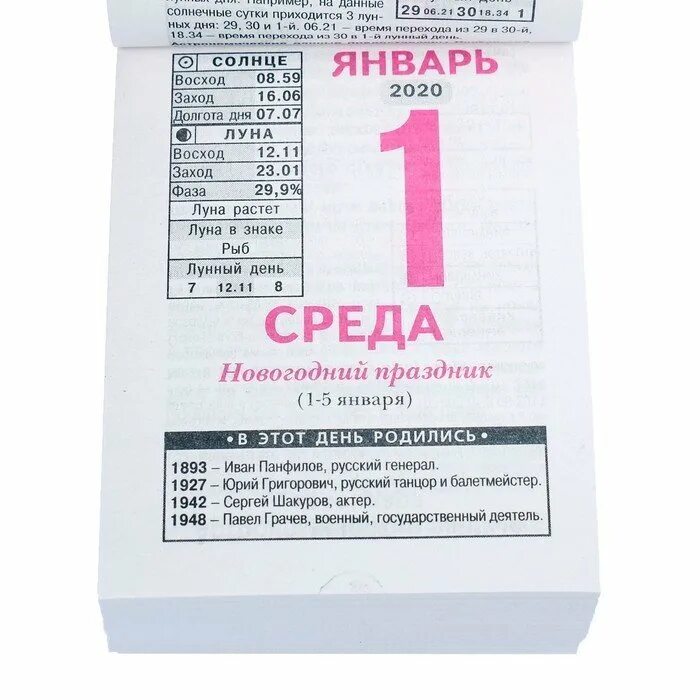 лунных дня. Например, на данные
солнечные сутки приходится 3 лун-
ных дня: 29, 30 и 1-й. 06.21 – время перехода из 29 в 30-й,
18.34 – время перехода из 30 в 1-й лунный день.
29 06.21 30 18.34 1
СОЛНЦЕ
Восход 08.59
Заход 16.06
Долгота дня 07.07
ЛУНА
Восход 12.11
Заход 23.01
Фаза 29,9%
Луна растет
Луна в знаке
Рыб
Лунный день
7 12.11 8
ЯНВАРЬ
2020
1
СРЕДА
Новогодний праздник
(1-5 января)
• В ЭТОТ ДЕНЬ РОДИЛИСЬ •
1893 – Иван Панфилов, русский генерал.
1927 – Юрий Григорович, русский танцор и балетмейстер.
1942 – Сергей Шакуров, актер.
1948 – Павел Грачев, военный, государственный деятель.